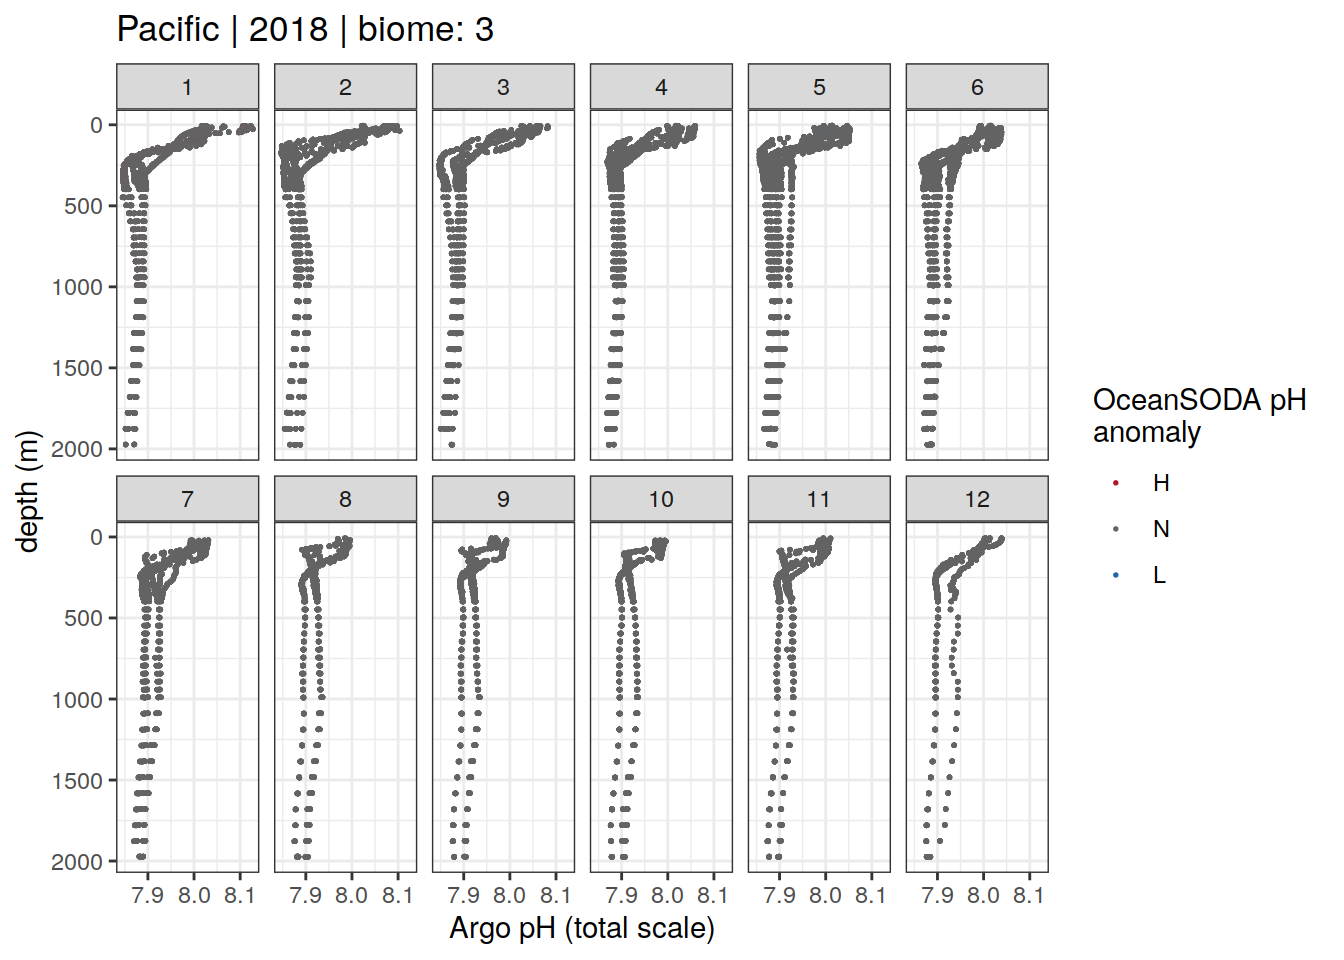 Pacific | 2018 | biome: 3
1 2 3 4 5 6
0
500
1000
1500
2000
7 8 9 10 11 12
0
500
1000
1500
2000
7.9 8.0 8.1 7.9 8.0 8.1 7.9 8.0 8.1 7.9 8.0 8.1 7.9 8.0 8.1 7.9 8.0 8.1
Argo pH (total scale)
depth (m)
OceanSODA pH
anomaly
H
N
L